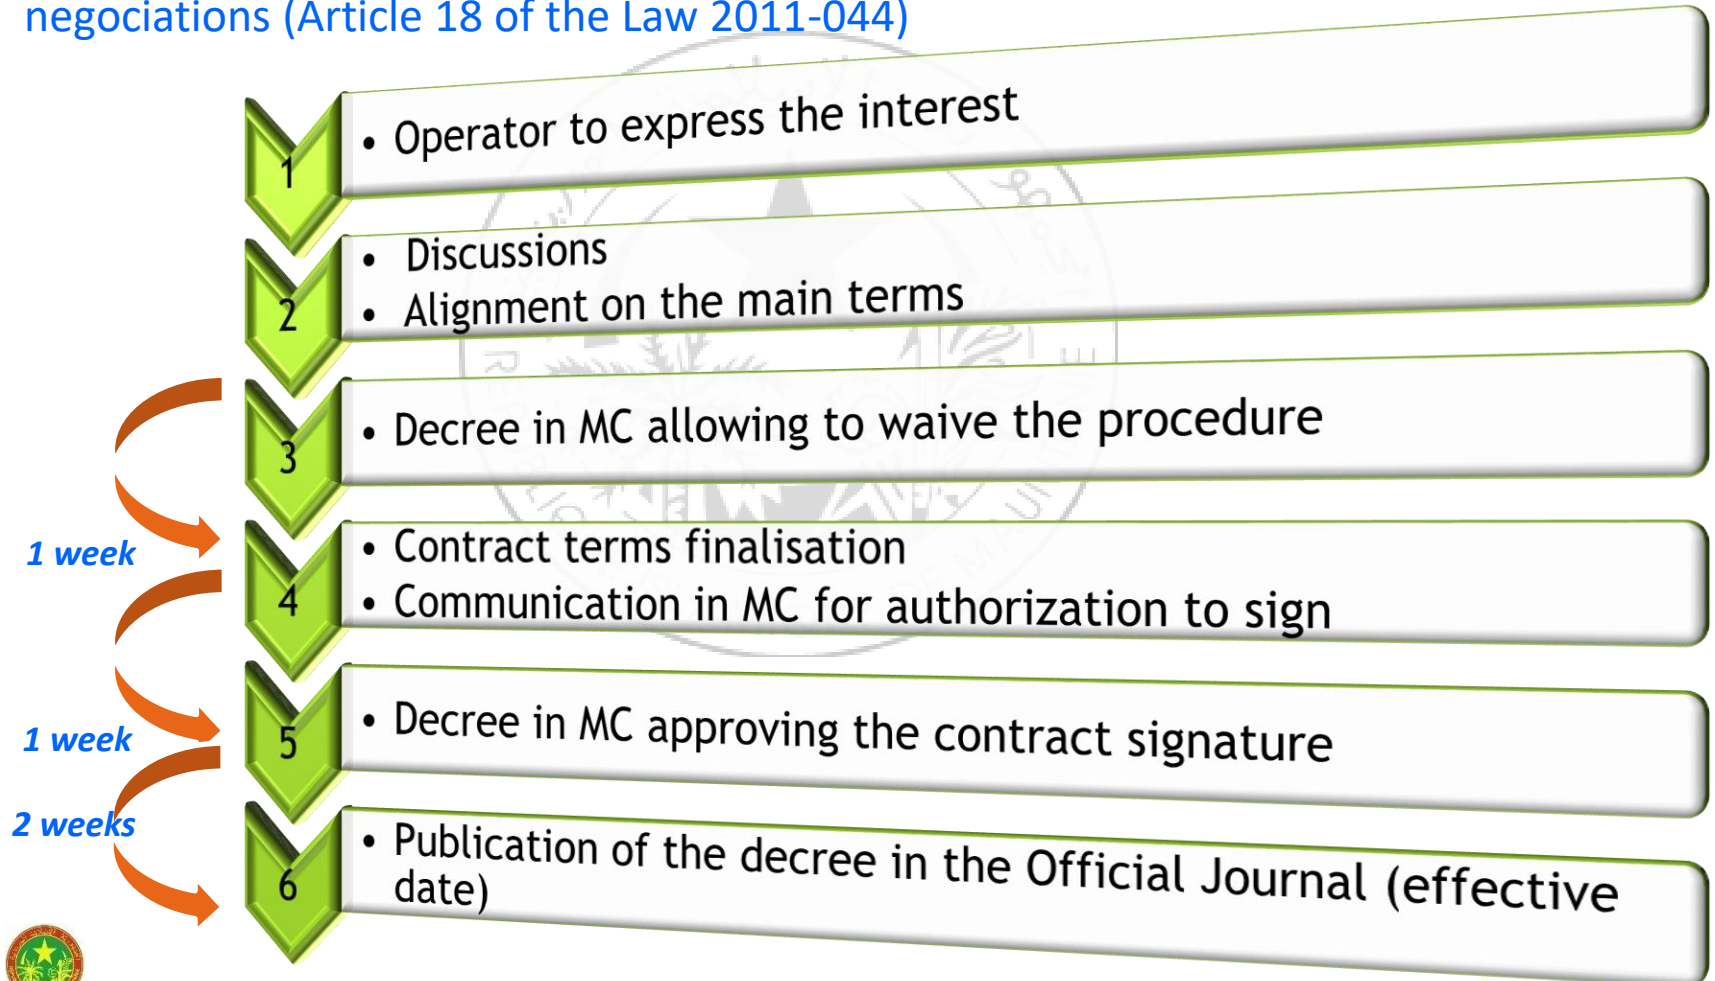 negociations (Article 18 of the Law 2011-044)
1
• Operator to express the interest
2
• Discussions
• Alignment on the main terms
3
• Decree in MC allowing to waive the procedure
1 week
4
• Contract terms finalisation
• Communication in MC for authorization to sign
1 week
5
• Decree in MC approving the contract signature
2 weeks
6
• Publication of the decree in the Official Journal (effective
date)